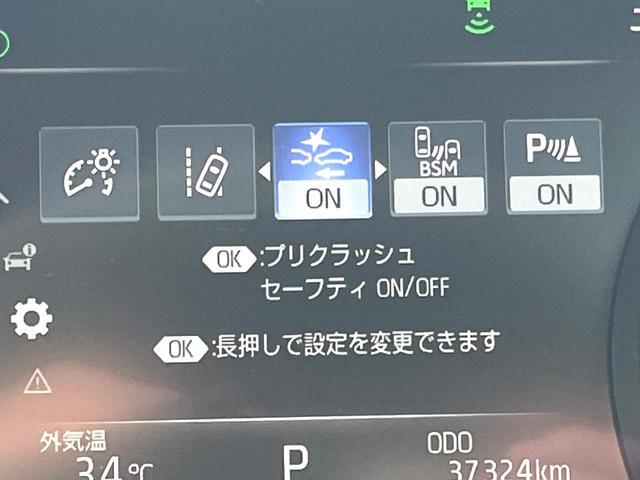 BSM
P
ON
ON
ON
OK :プリクラッシュ
セーフティ ON/OFF
OK :長押しで設定を変更できます
外気温
34℃
P
ODO
37324km